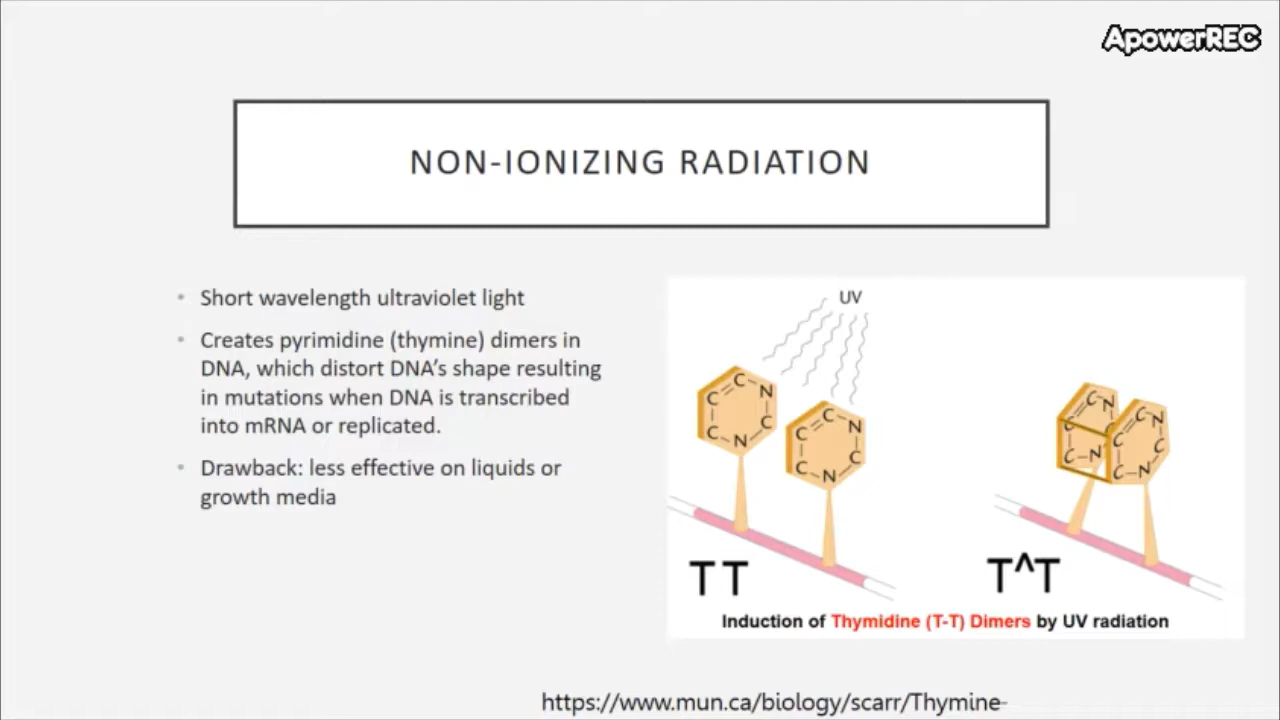 ApowerREC
NON-IONIZING RADIATION
• Short wavelength ultraviolet light
• Creates pyrimidine (thymine) dimers in
DNA, which distort DNA's shape resulting
in mutations when DNA is transcribed
into mRNA or replicated.
• Drawback: less effective on liquids or
growth media
UV
C C N
C N C
C C N
C N C
C N
C
C N
C C N
C N C
T T
T^T
Induction of Thymidine (T-T) Dimers by UV radiation
https://www.mun.ca/biology/scarr/Thymine-